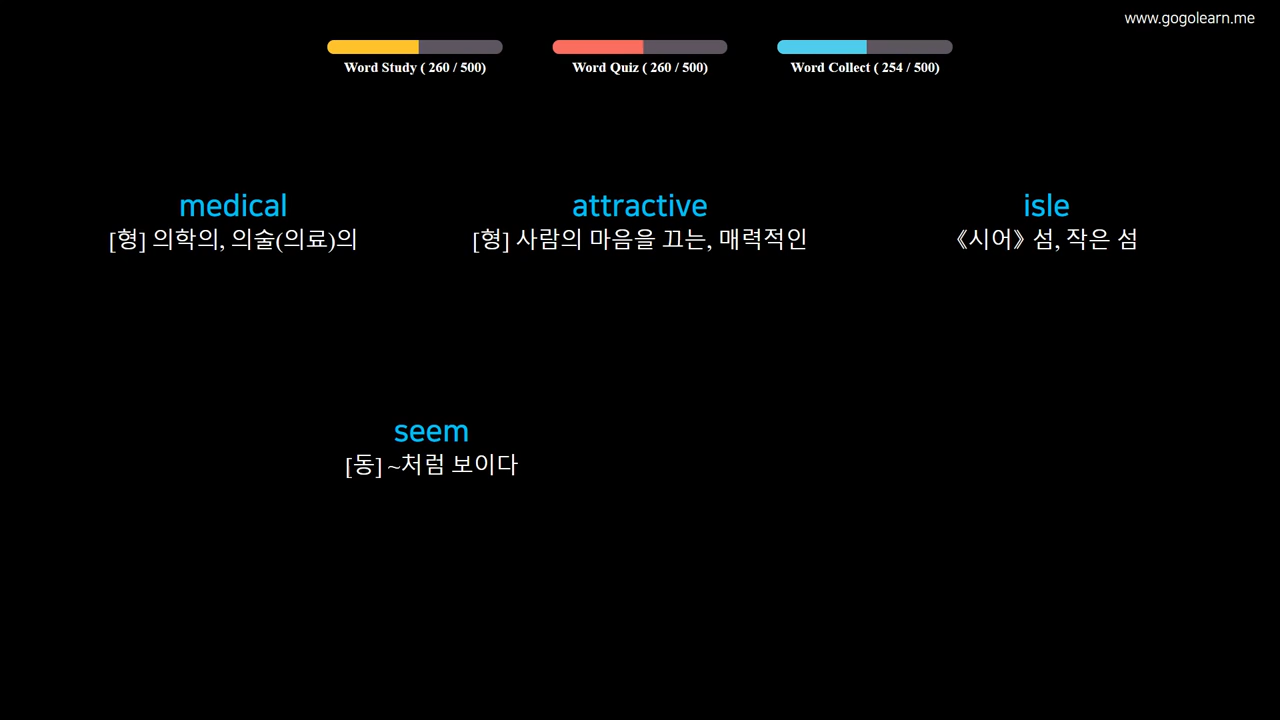 www.gogolearn.me
Word Study ( 260 / 500)
Word Quiz ( 260 / 500)
Word Collect ( 254 / 500)
medical
[형] 의학의, 의술(의료)의
attractive
[형] 사람의 마음을 끄는, 매력적인
isle
《시어》 섬, 작은 섬
seem
[동] ~처럼 보이다